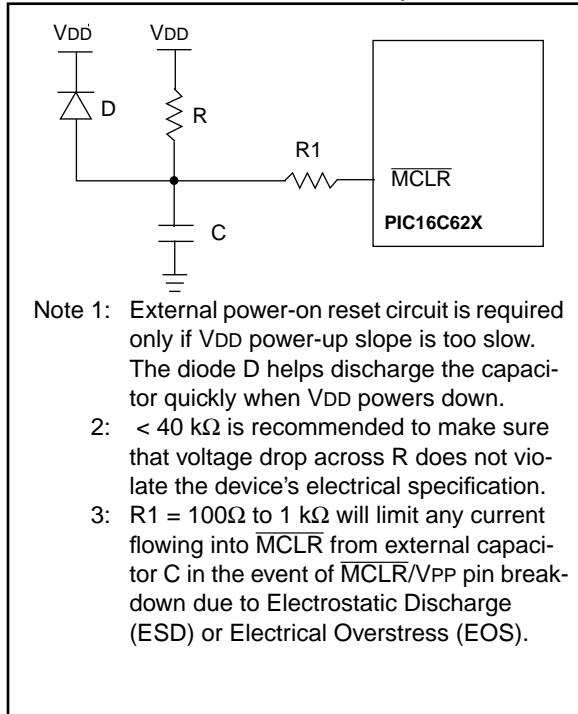 VDD VDD
D
R
R1
MCLR
PIC16C62X
C
Note 1: External power-on reset circuit is required
only if VDD power-up slope is too slow.
The diode D helps discharge the capaci-
tor quickly when VDD powers down.
2: < 40 kΩ is recommended to make sure
that voltage drop across R does not vio-
late the device's electrical specification.
3: R1 = 100Ω to 1 kΩ will limit any current
flowing into MCLR from external capaci-
tor C in the event of MCLR/VPP pin break-
down due to Electrostatic Discharge
(ESD) or Electrical Overstress (EOS).